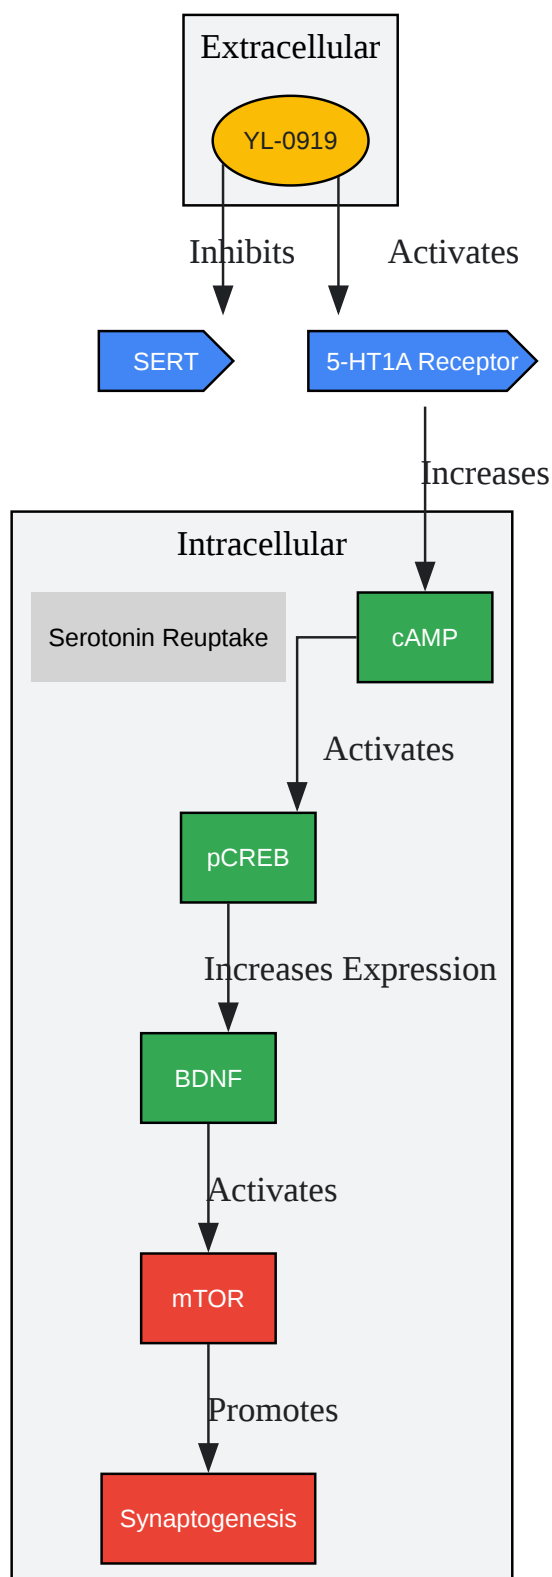 Extracellular
YL-0919
Inhibits
Activates
SERT
5-HT1A Receptor
Increases
Intracellular
Serotonin Reuptake
cAMP
Activates
pCREB
Increases Expression
BDNF
Activates
mTOR
Promotes
Synaptogenesis